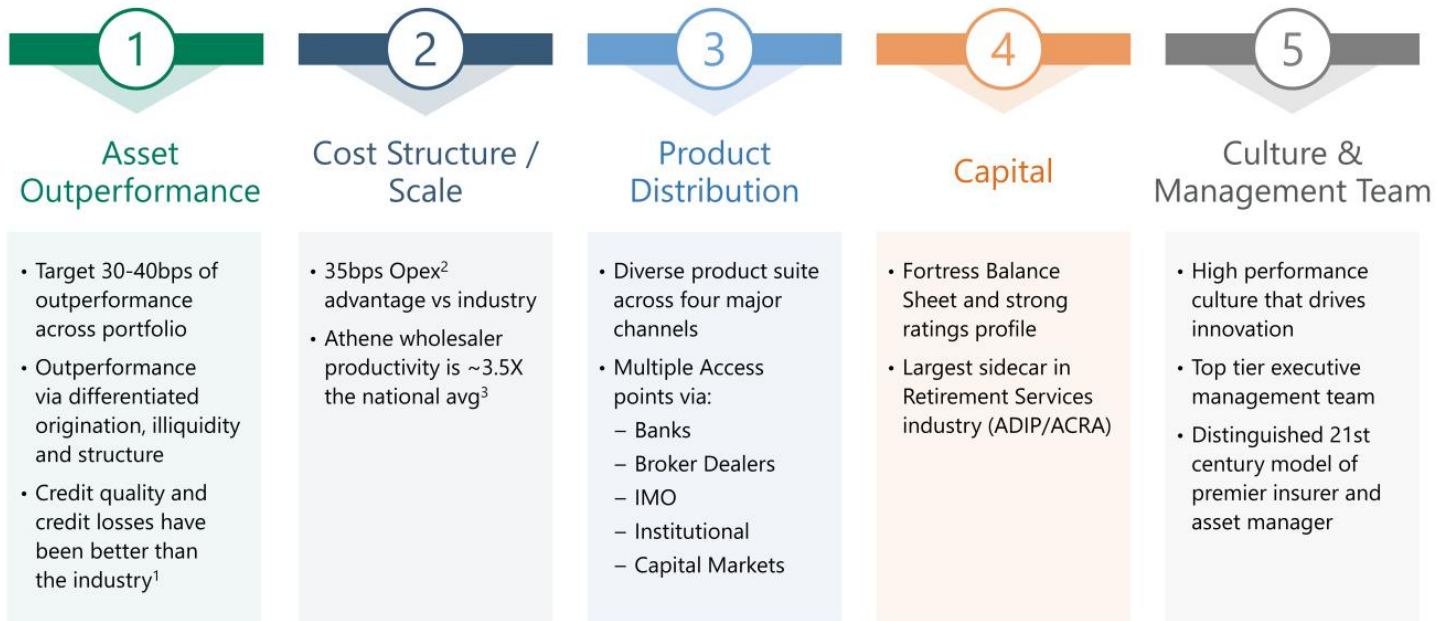 1
Asset
Outperformance
• Target 30-40bps of
outperformance
across portfolio
• Outperformance
via differentiated
origination, illiquidity
and structure
• Credit quality and
credit losses have
been better than
the industry¹
2
Cost Structure /
Scale
• 35bps Opex²
advantage vs industry
• Athene wholesaler
productivity is ~3.5X
the national avg³
3
Product
Distribution
• Diverse product suite
across four major
channels
• Multiple Access
points via:
– Banks
– Broker Dealers
– IMO
– Institutional
– Capital Markets
4
Capital
• Fortress Balance
Sheet and strong
ratings profile
• Largest sidecar in
Retirement Services
industry (ADIP/ACRA)
5
Culture &
Management Team
• High performance
culture that drives
innovation
• Top tier executive
management team
• Distinguished 21st
century model of
premier insurer and
asset manager